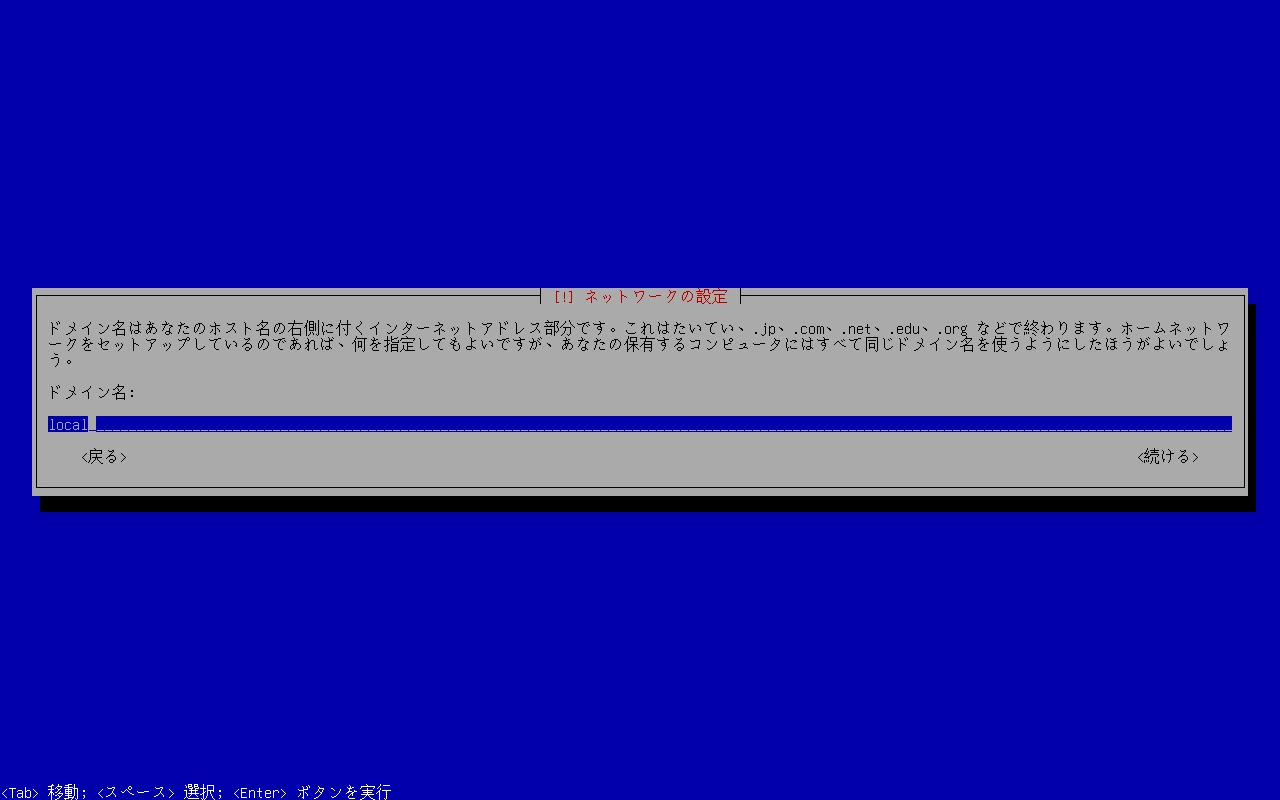 [!] ネットワークの設定
ドメイン名はあなたのホスト名の右側に付くインターネットアドレス部分です。これはたいてい、.jp、.com、.net、.edu、.org などで終わります。ホームネットワ
ークをセットアップしているのであれば、何を指定してもよいですが、あなたの保有するコンピュータにはすべて同じドメイン名を使うようにしたほうがよいでしょ
う。
ドメイン名:
local
<戻る> <続ける>
<Tab> 移動; <スペース> 選択; <Enter> ボタンを実行